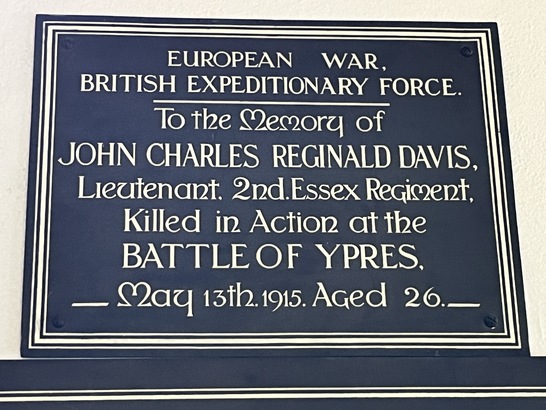 EUROPEAN WAR,
BRITISH EXPEDITIONARY FORCE.
To the Memory of
JOHN CHARLES REGINALD DAVIS,
Lieutenant. 2nd. Essex Regiment,
Killed in Action at the
BATTLE OF YPRES,
May 13th. 1915. Aged 26.